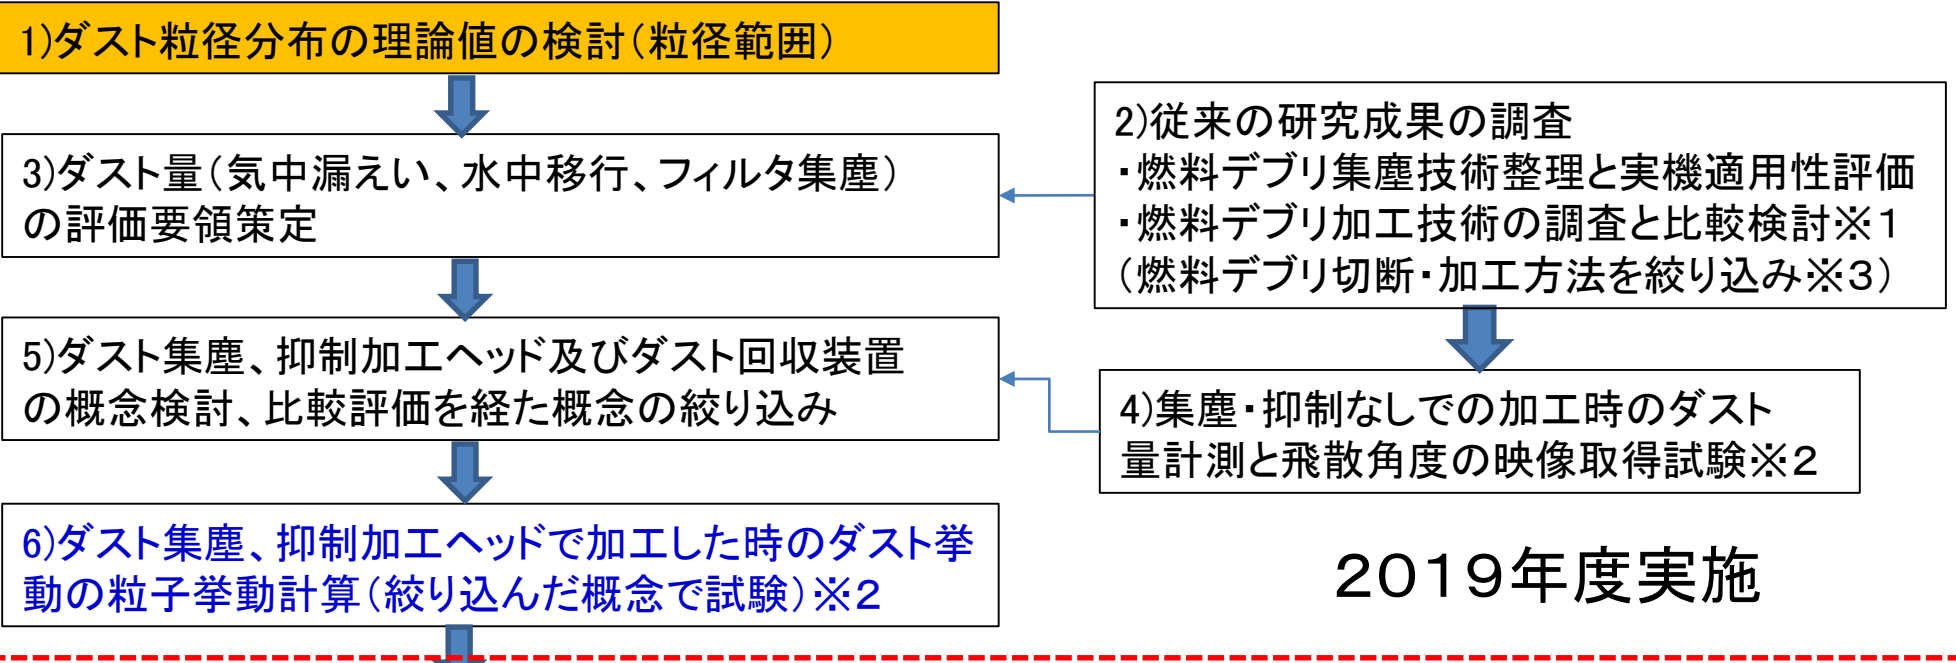 1)ダスト粒径分布の理論値の検討(粒径範囲)
2)従来の研究成果の調査
・燃料デブリ集塵技術整理と実機適用性評価
・燃料デブリ加工技術の調査と比較検討※1
(燃料デブリ切断・加工方法を絞り込み※3)
3)ダスト量(気中漏えい、水中移行、フィルタ集塵)
の評価要領策定
4)集塵・抑制なしでの加工時のダスト
量計測と飛散角度の映像取得試験※2
5)ダスト集塵、抑制加工ヘッド及びダスト回収装置
の概念検討、比較評価を経た概念の絞り込み
6)ダスト集塵、抑制加工ヘッドで加工した時のダスト挙
動の粒子挙動計算(絞り込んだ概念で試験)※2
2019年度実施